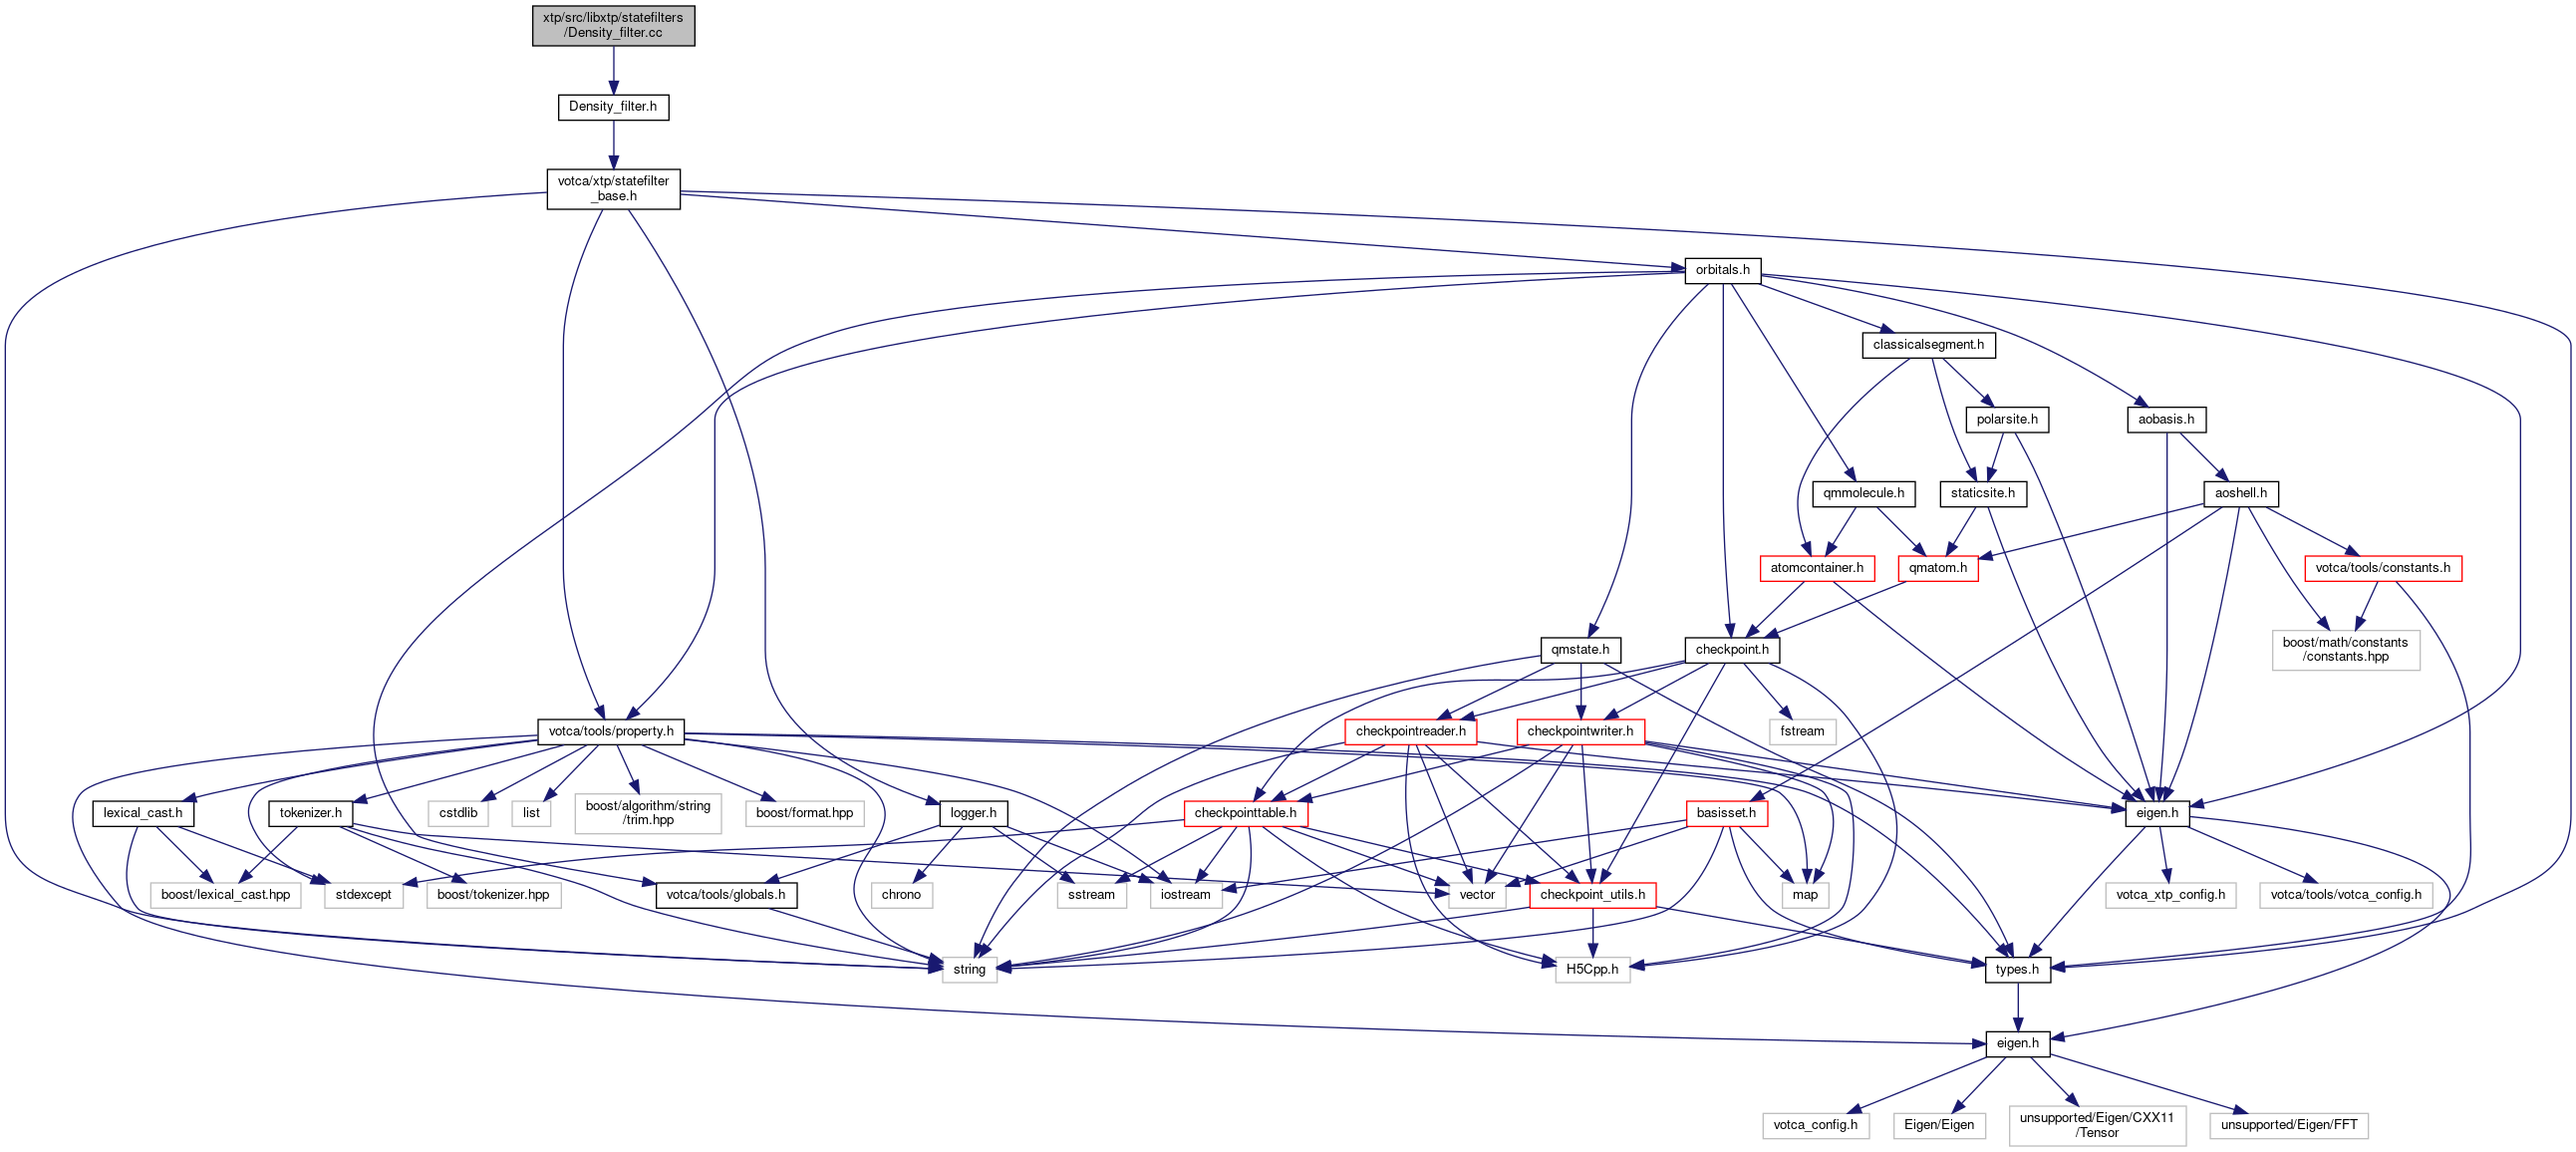 xtp/src/libxtp/statefilters
/Density_filter.cc
Density_filter.h
votca/xtp/statefilter
_base.h
orbitals.h
classicalsegment.h
polarsite.h
aobasis.h
qmmolecule.h
staticsite.h
aoshell.h
atomcontainer.h
qmatom.h
votca/tools/constants.h
qmstate.h
checkpoint.h
boost/math/constants
/constants.hpp
votca/tools/property.h
checkpointreader.h
checkpointwriter.h
fstream
lexical_cast.h
tokenizer.h
cstdlib
list
boost/algorithm/string
/trim.hpp
boost/format.hpp
logger.h
checkpointtable.h
basisset.h
eigen.h
boost/lexical_cast.hpp
stdexcept
boost/tokenizer.hpp
votca/tools/globals.h
chrono
sstream
iostream
vector
checkpoint_utils.h
map
votca_xtp_config.h
votca/tools/votca_config.h
string
H5Cpp.h
types.h
eigen.h
votca_config.h
Eigen/Eigen
unsupported/Eigen/CXX11
/Tensor
unsupported/Eigen/FFT